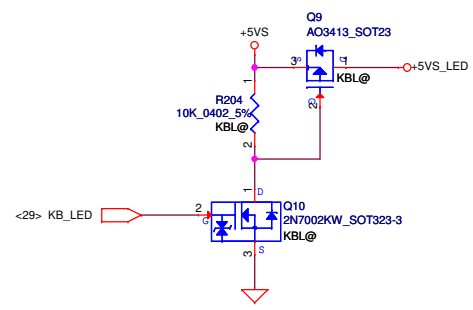 Q9
AO3413_SOT23
+5VS
3
S
D
1
+5VS_LED
KBL@
G
2
1
R204
10K_0402_5%
KBL@
2
1
D
Q10
2N7002KW_SOT323-3
<29> KB_LED
2
G
KBL@
S
3